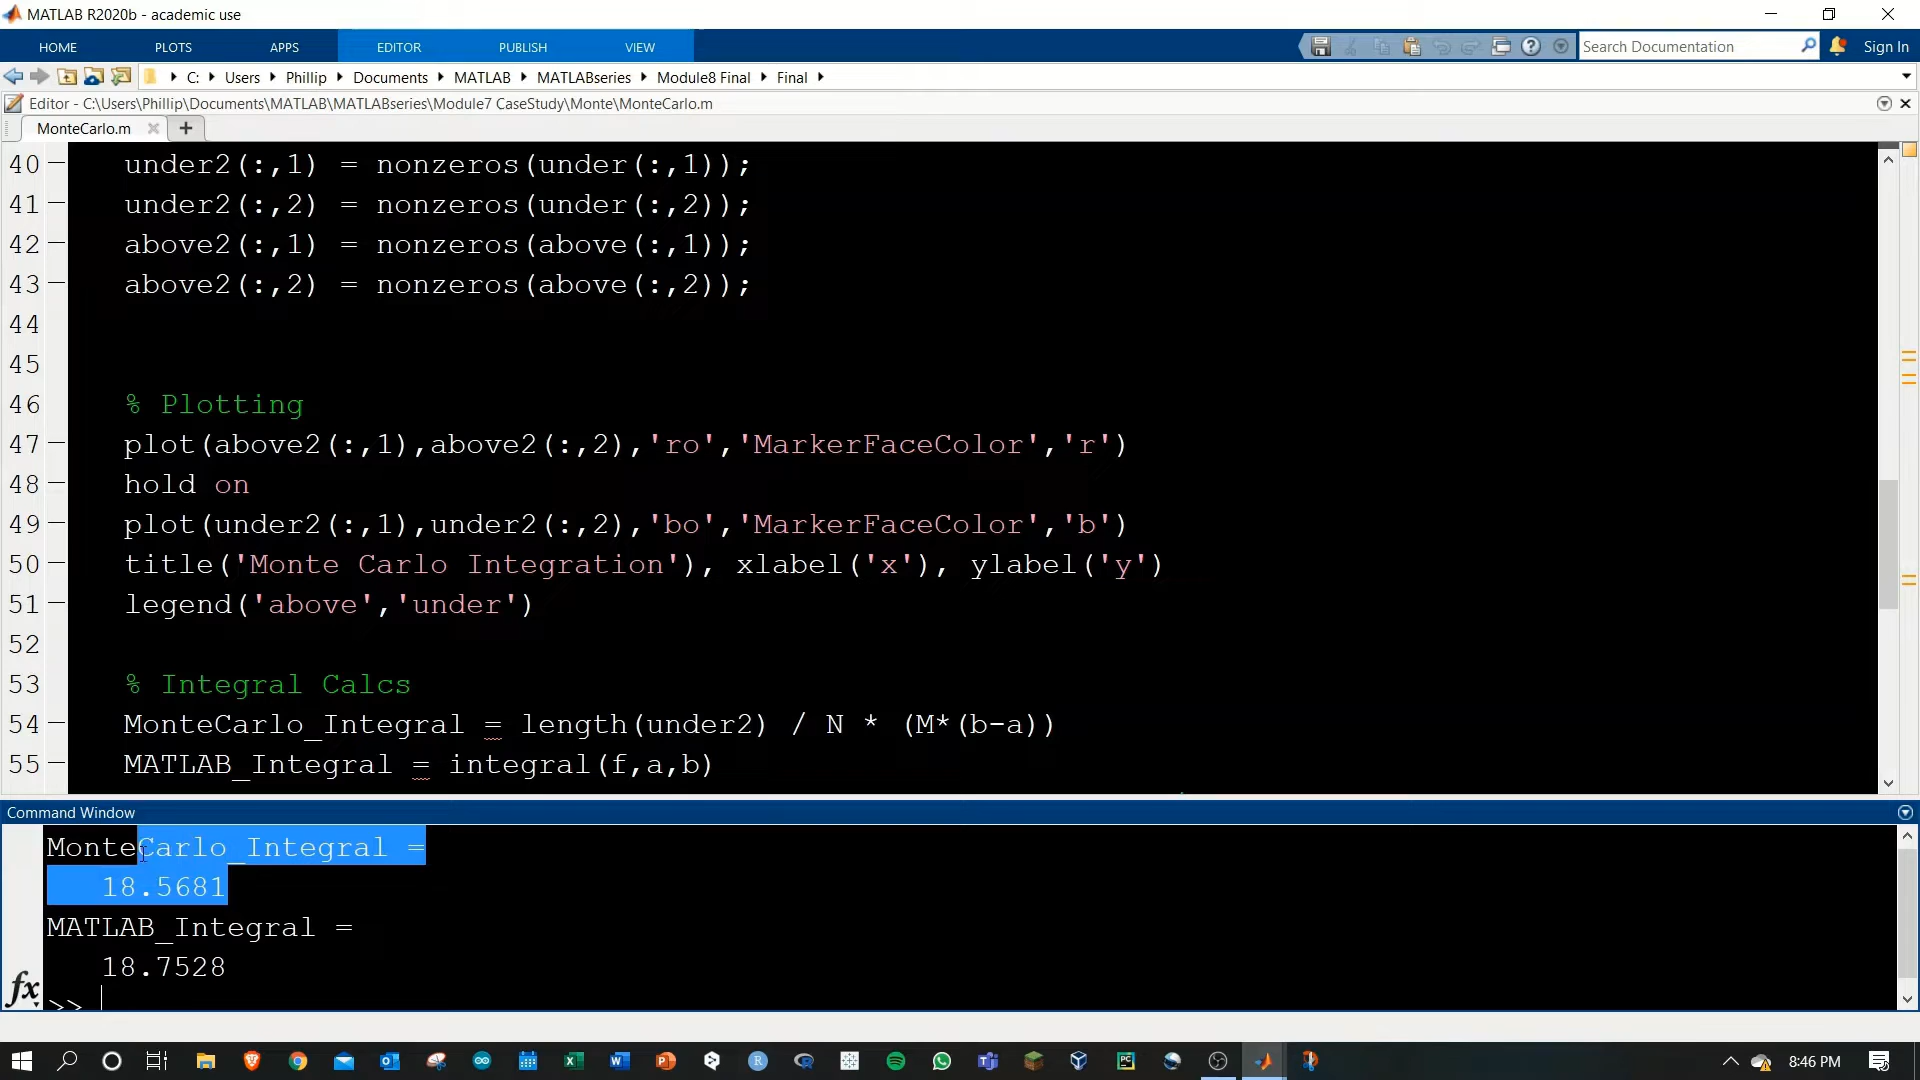 MATLAB R2020b - academic use
HOME PLOTS APPS EDITOR PUBLISH VIEW Search Documentation Sign In
C: Users Phillip Documents MATLAB MATLABseries Module8 Final Final
Editor - C:\Users\Phillip\Documents\MATLAB\MATLABseries\Module7 CaseStudy\Monte\MonteCarlo.m
MonteCarlo.m
40 under2(:,1) = nonzeros(under(:,1));
41 under2(:,2) = nonzeros(under(:,2));
42 above2(:,1) = nonzeros(above(:,1));
43 above2(:,2) = nonzeros(above(:,2));
44
45
46 % Plotting
47 plot(above2(:,1),above2(:,2),'ro','MarkerFaceColor','r')
48 hold on
49 plot(under2(:,1),under2(:,2),'bo','MarkerFaceColor','b')
50 title('Monte Carlo Integration'), xlabel('x'), ylabel('y')
51 legend('above','under')
52
53 % Integral Calcs
54 MonteCarlo_Integral = length(under2) / N * (M*(b-a))
55 MATLAB_Integral = integral(f,a,b)
Command Window
MonteCarlo_Integral =
18.5681
MATLAB_Integral =
18.7528
fx >>
8:46 PM